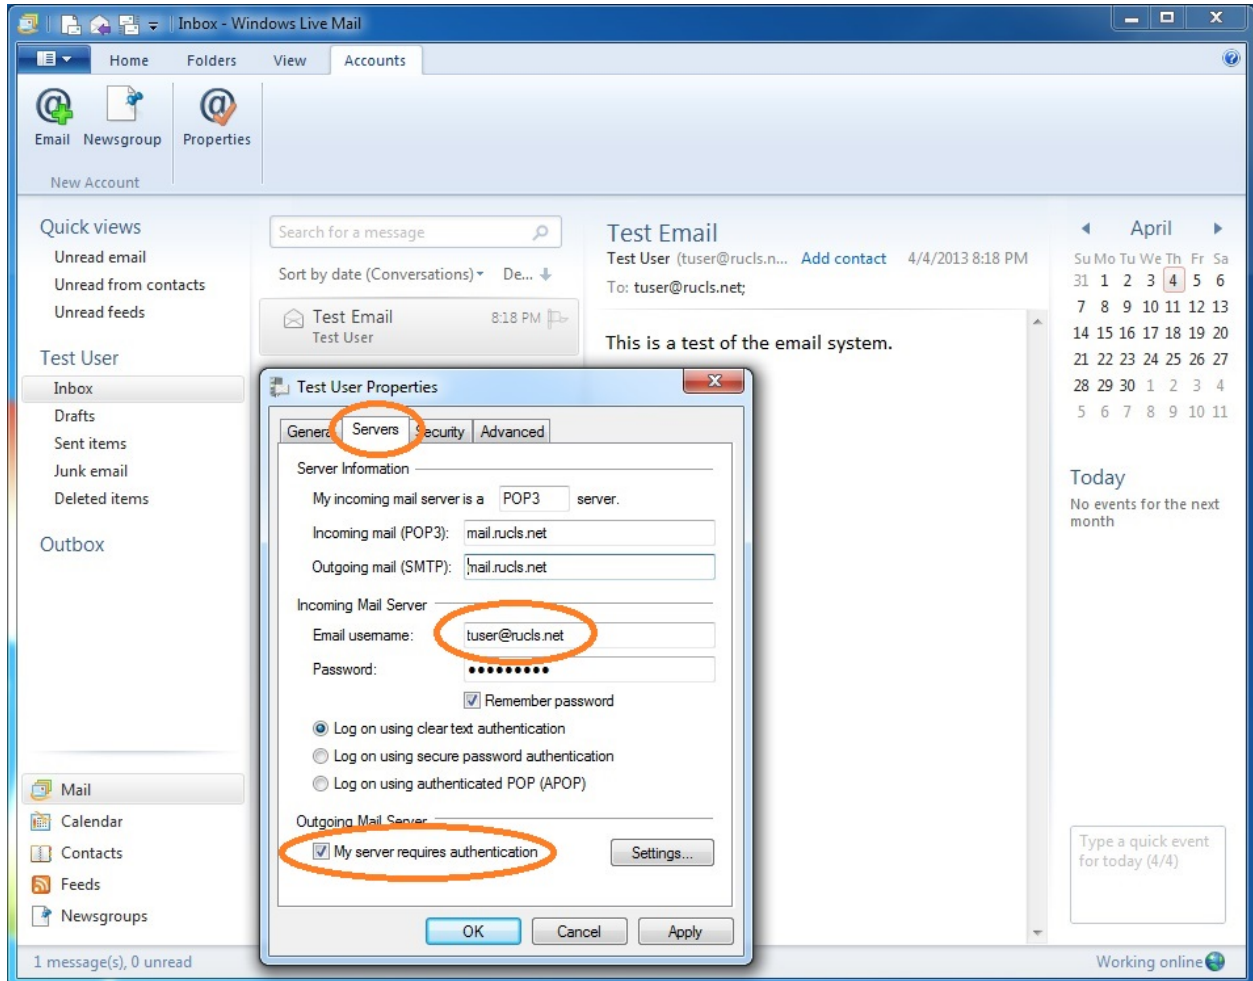 Inbox - Windows Live Mail
Home Folders View Accounts
Email Newsgroup Properties
New Account
Quick views
Unread email
Unread from contacts
Unread feeds
Test User
Inbox
Drafts
Sent items
Junk email
Deleted items
Outbox
Mail
Calendar
Contacts
Feeds
Newsgroups
1 message(s), 0 unread
Search for a message
Sort by date (Conversations) De...
Test Email 8:18 PM
Test User
Test Email
Test User (tuser@rucls.n... Add contact 4/4/2013 8:18 PM
To: tuser@rucls.net;
This is a test of the email system.
Test User Properties
General Servers Security Advanced
Server Information
My incoming mail server is a POP3 server.
Incoming mail (POP3): mail.rucls.net
Outgoing mail (SMTP): mail.rucls.net
Incoming Mail Server
Email username: tuser@rucls.net
Password: •••••••••
Remember password
Log on using clear text authentication
Log on using secure password authentication
Log on using authenticated POP (APOP)
Outgoing Mail Server
My server requires authentication Settings...
OK Cancel Apply
April
Su Mo Tu We Th Fr Sa
31 1 2 3 4 5 6
7 8 9 10 11 12 13
14 15 16 17 18 19 20
21 22 23 24 25 26 27
28 29 30 1 2 3 4
5 6 7 8 9 10 11
Today
No events for the next
month
Type a quick event
for today (4/4)
Working online